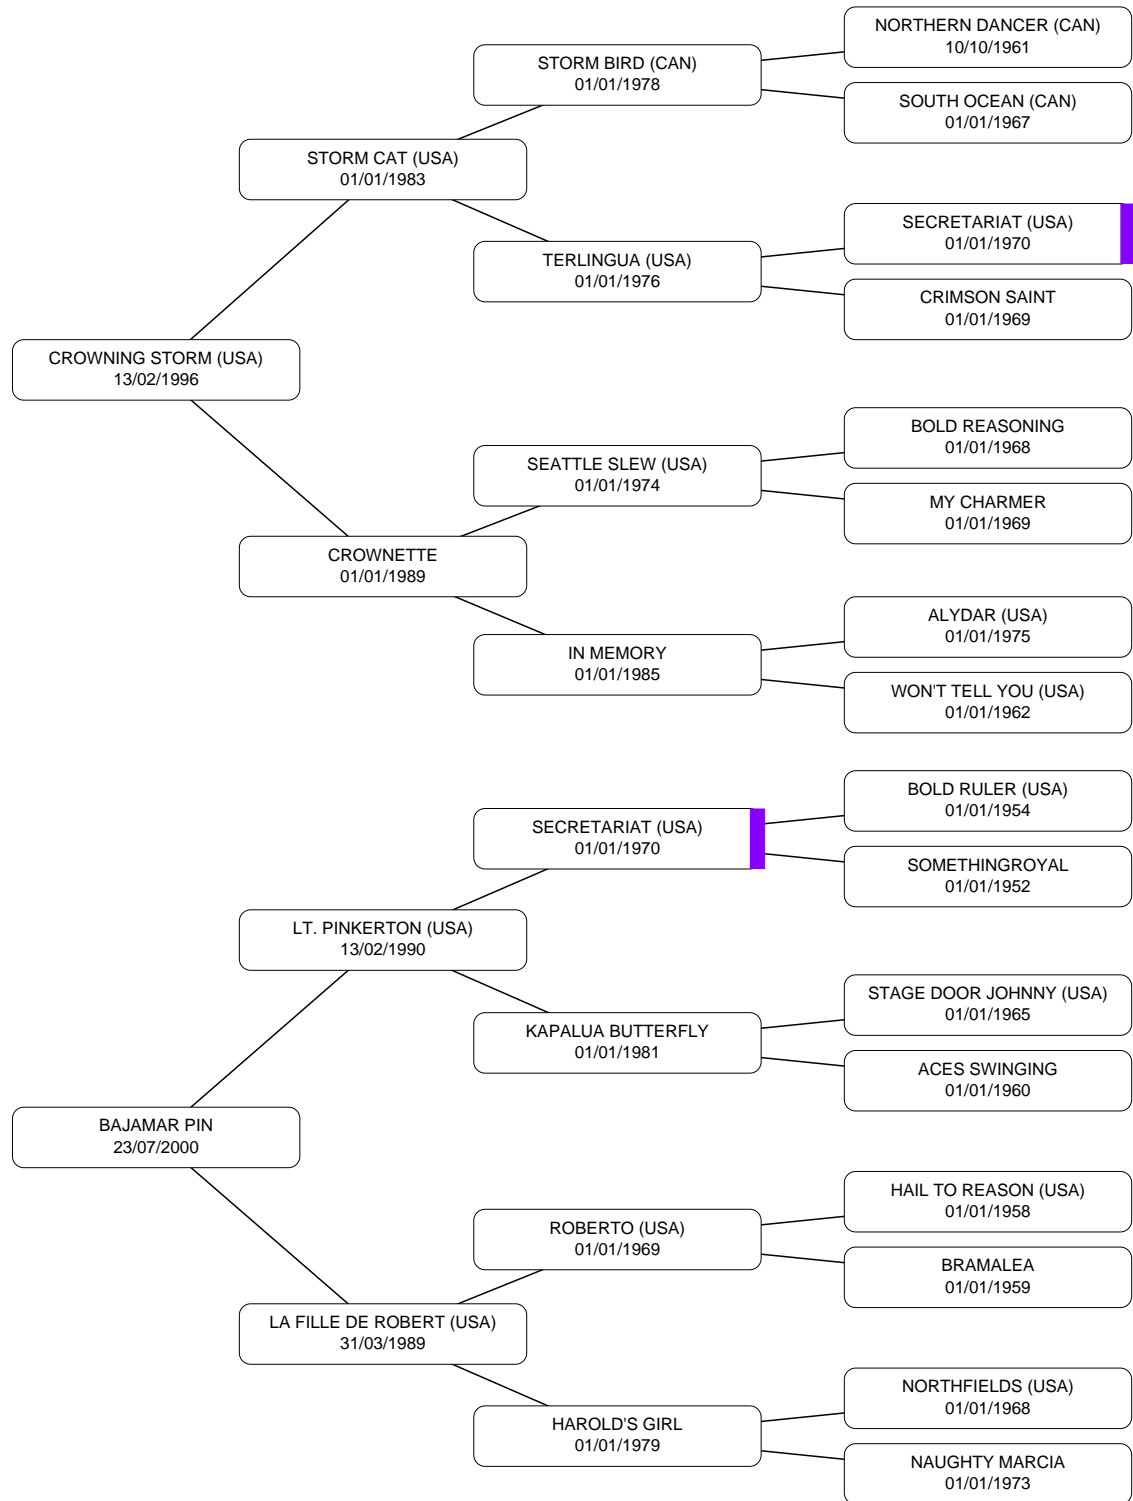 NORTHERN DANCER (CAN)
10/10/1961
STORM BIRD (CAN)
01/01/1978
SOUTH OCEAN (CAN)
01/01/1967
STORM CAT (USA)
01/01/1983
SECRETARIAT (USA)
01/01/1970
TERLINGUA (USA)
01/01/1976
CRIMSON SAINT
01/01/1969
CROWNING STORM (USA)
13/02/1996
BOLD REASONING
01/01/1968
SEATTLE SLEW (USA)
01/01/1974
MY CHARMER
01/01/1969
CROWNETTE
01/01/1989
ALYDAR (USA)
01/01/1975
IN MEMORY
01/01/1985
WON'T TELL YOU (USA)
01/01/1962
BOLD RULER (USA)
01/01/1954
SECRETARIAT (USA)
01/01/1970
SOMETHINGROYAL
01/01/1952
LT. PINKERTON (USA)
13/02/1990
STAGE DOOR JOHNNY (USA)
01/01/1965
KAPALUA BUTTERFLY
01/01/1981
ACES SWINGING
01/01/1960
BAJAMAR PIN
23/07/2000
HAIL TO REASON (USA)
01/01/1958
ROBERTO (USA)
01/01/1969
BRAMALEA
01/01/1959
LA FILLE DE ROBERT (USA)
31/03/1989
NORTHFIELDS (USA)
01/01/1968
HAROLD'S GIRL
01/01/1979
NAUGHTY MARCIA
01/01/1973